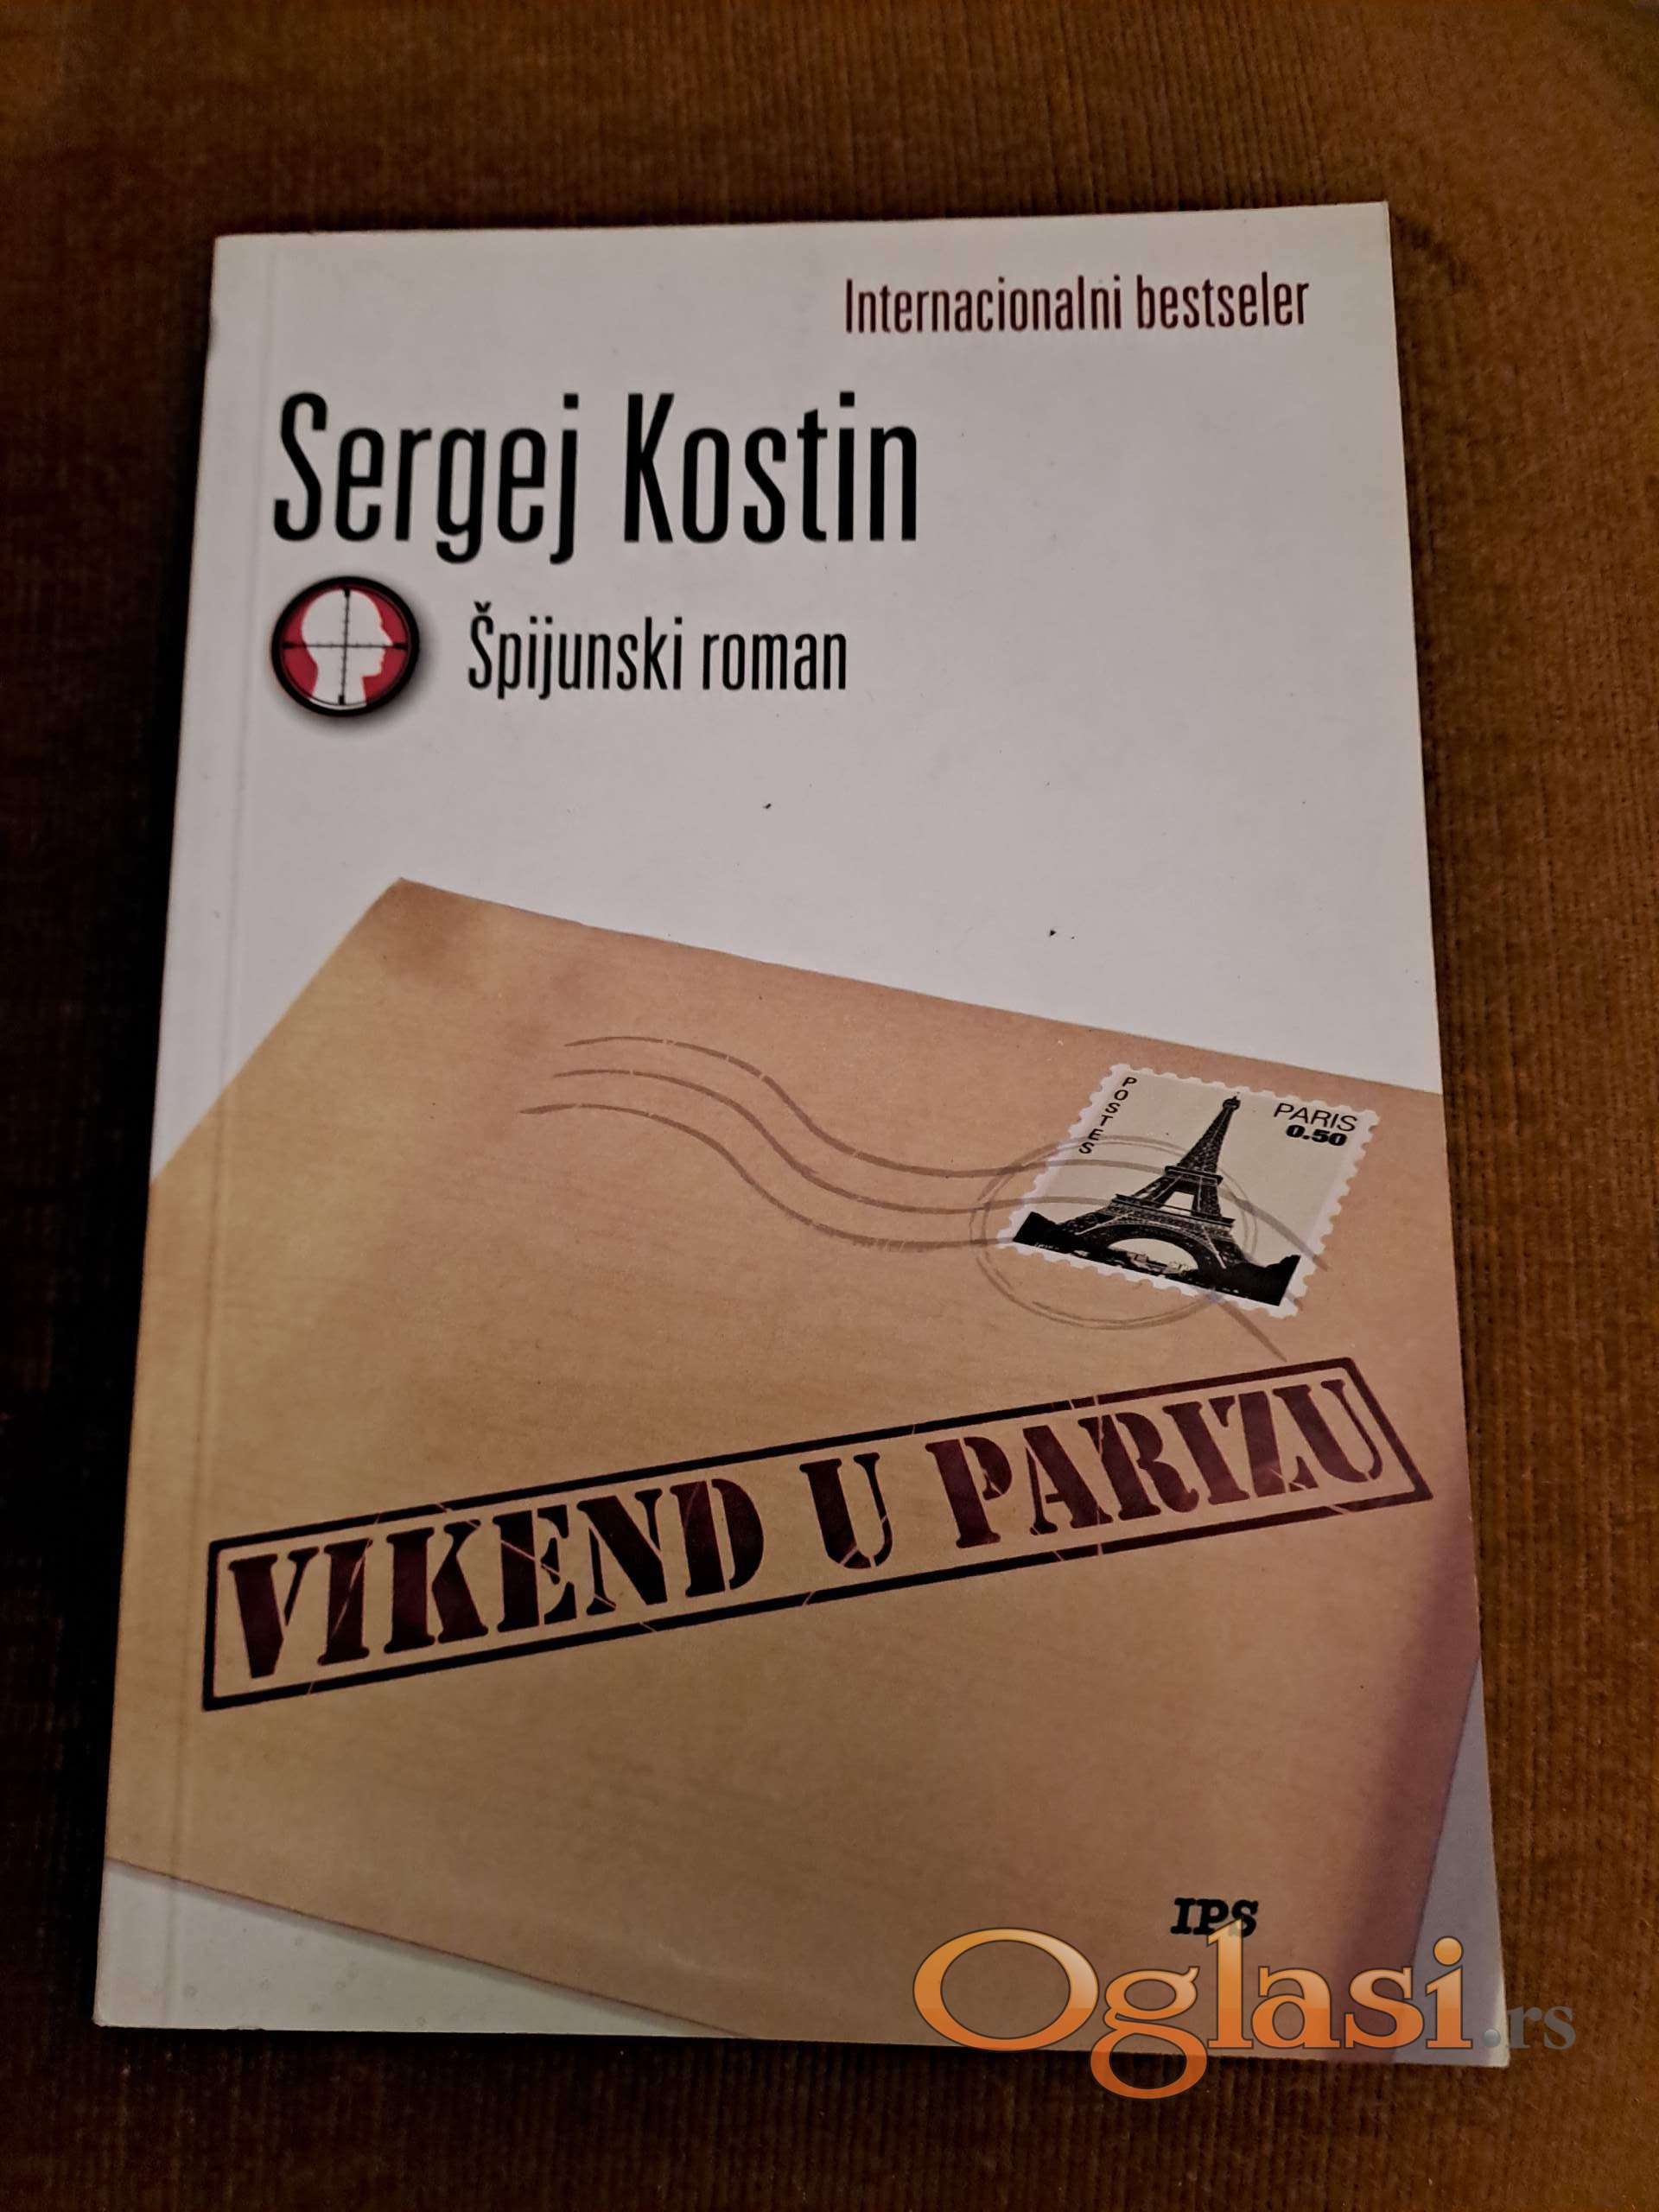 Internacionalni bestseler
Sergej Kostin
Špijunski roman
POSTES
PARIS
0.50
VIKEND U PARIZU
IPS
Oglasi.rs